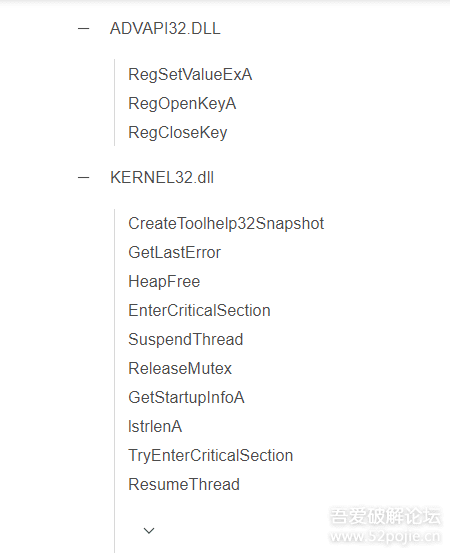 ADVAPI32.DLL
RegSetValueExA
RegOpenKeyA
RegCloseKey
KERNEL32.dll
CreateToolhelp32Snapshot
GetLastError
HeapFree
EnterCriticalSection
SuspendThread
ReleaseMutex
GetStartupInfoA
lstrlenA
TryEnterCriticalSection
ResumeThread
吾爱破解论坛
www.52pojie.cn